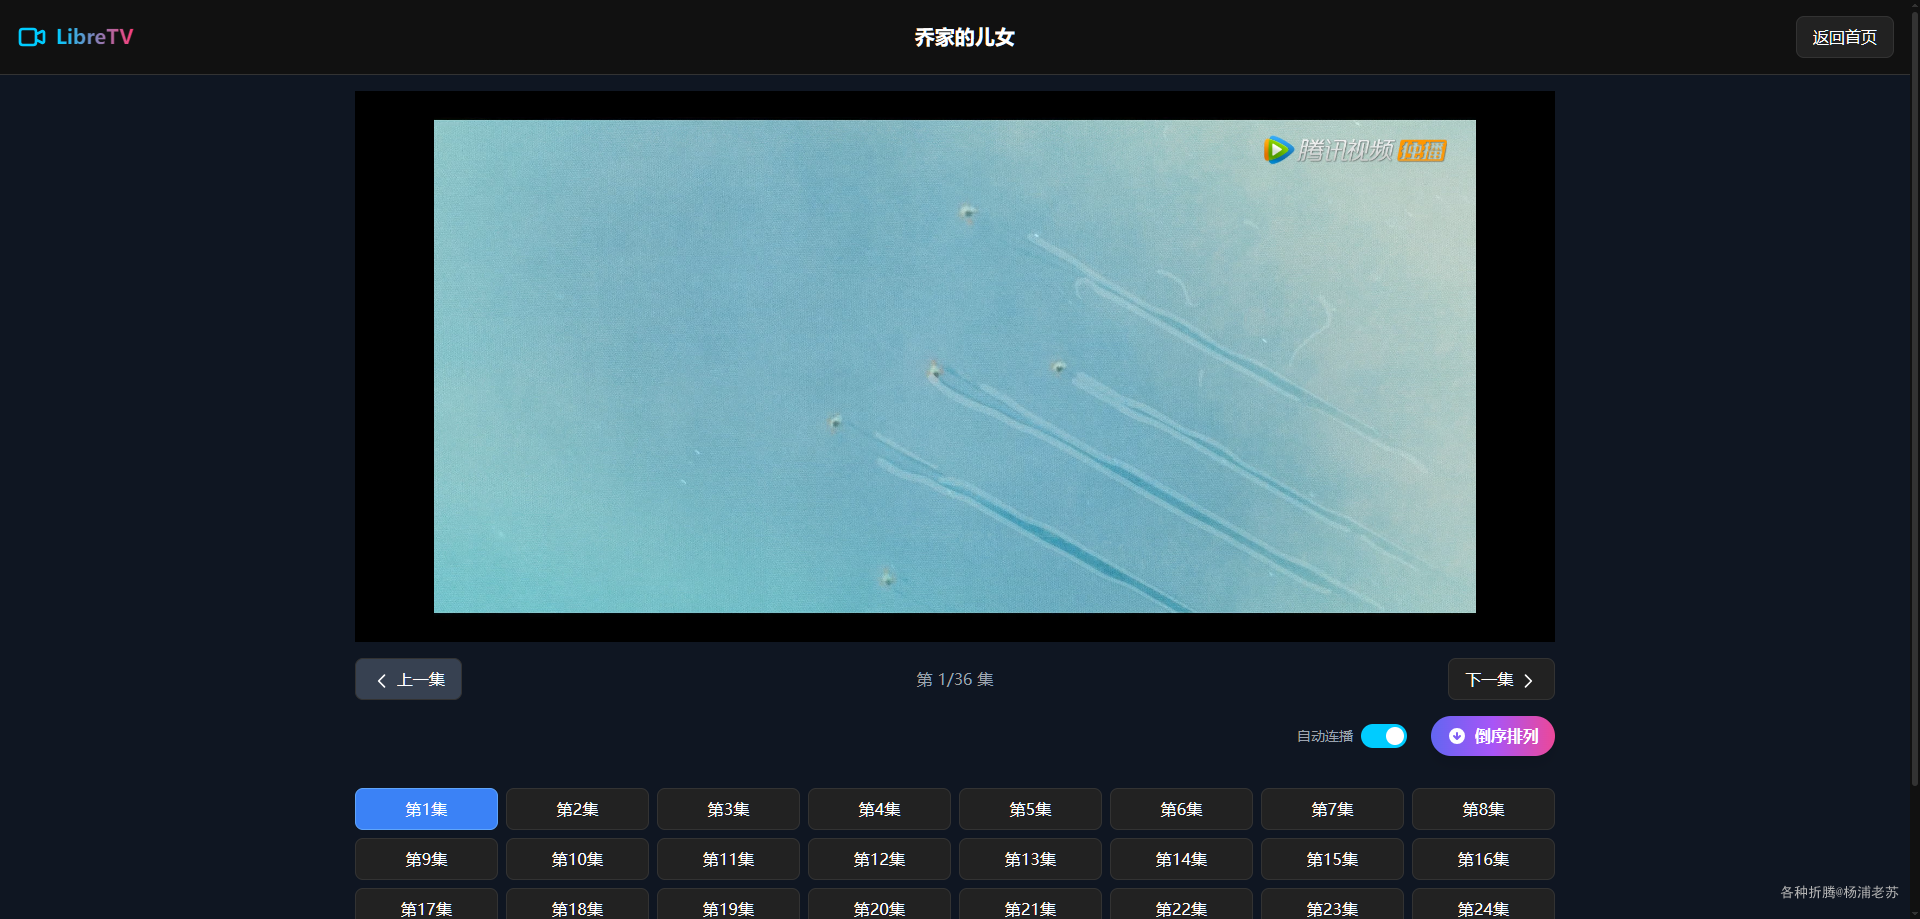 LibreTV
乔家的儿女
返回首页
腾讯视频 独播
上一集
第 1/36 集
下一集
自动连播
倒序排列
第1集 第2集 第3集 第4集 第5集 第6集 第7集 第8集
第9集 第10集 第11集 第12集 第13集 第14集 第15集 第16集
第17集 第18集 第19集 第20集 第21集 第22集 第23集 第24集
各种折腾@杨浦老苏